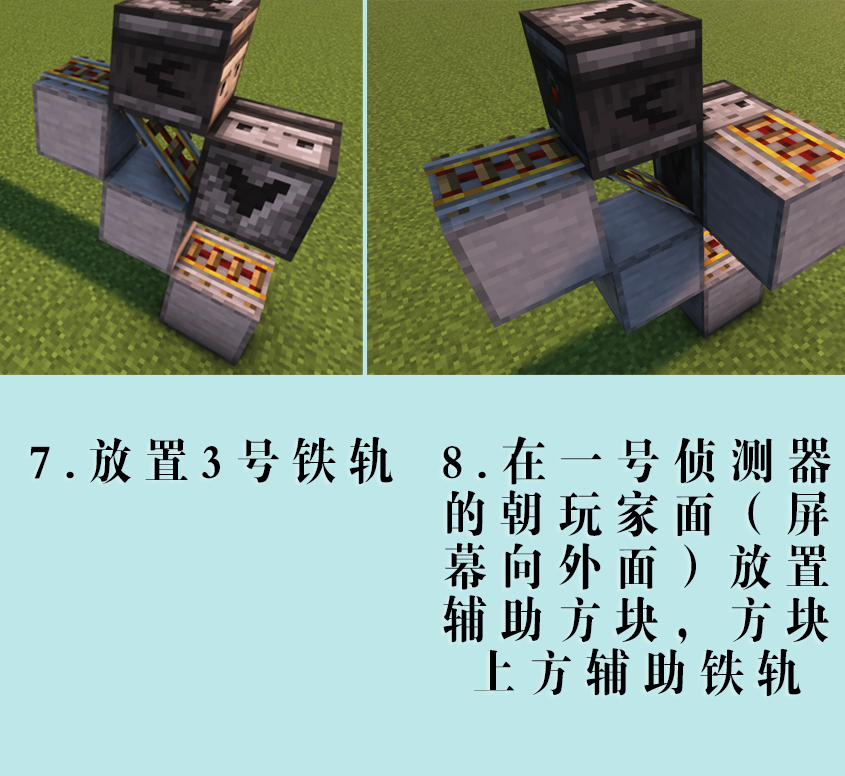 7.放置3号铁轨
8.在一号侦测器
的朝玩家面（屏
幕向外面）放置
辅助方块，方块
上方辅助铁轨